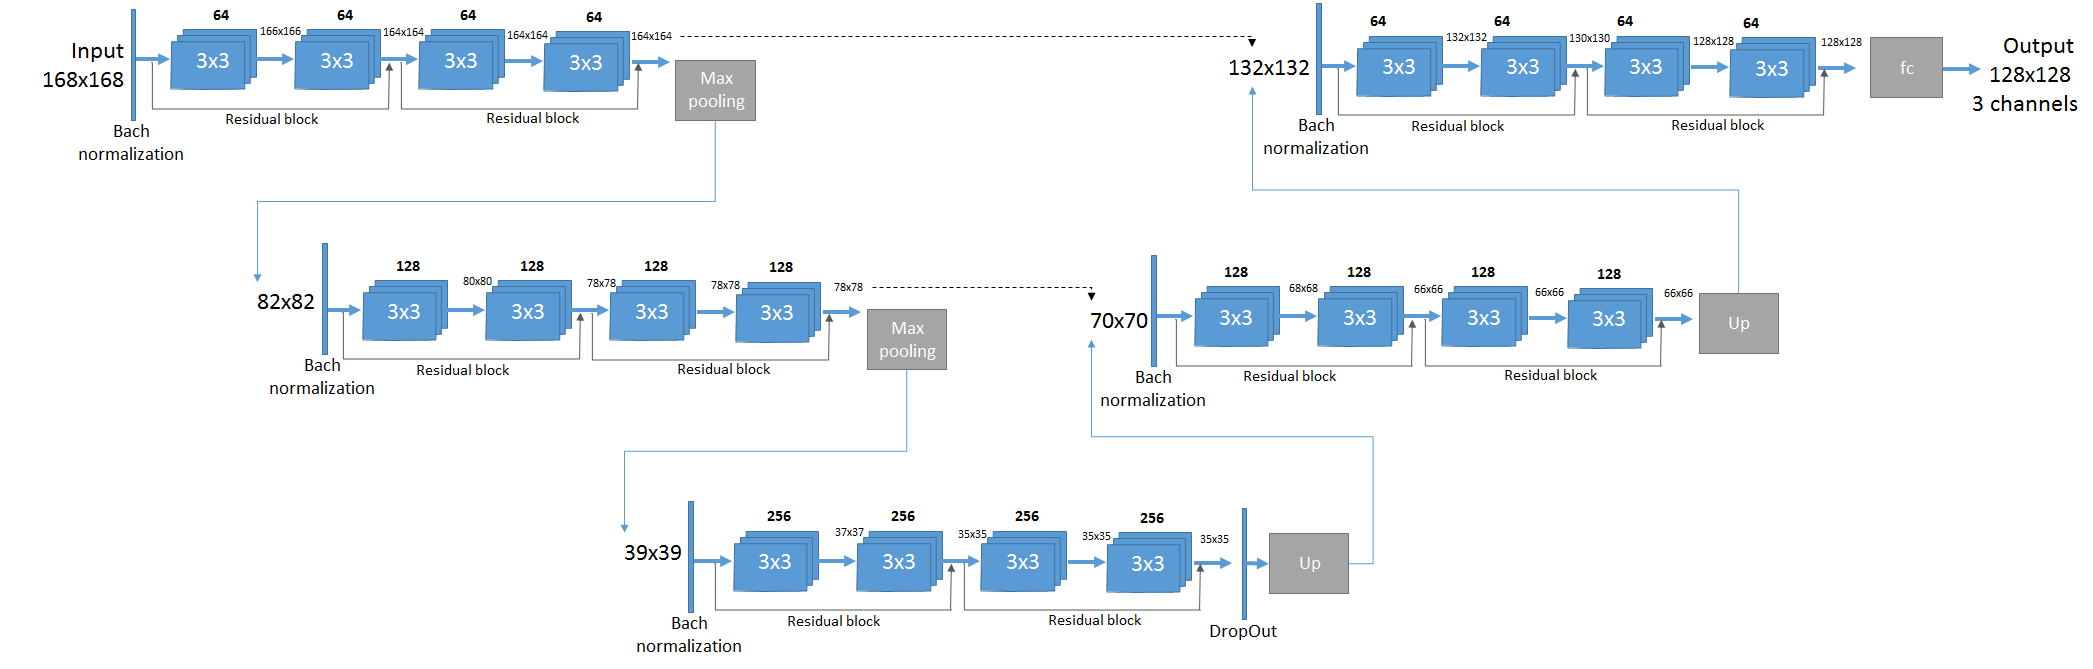 64 64 64 64
Input
168x168
3x3 166x166 3x3 164x164 3x3 164x164 3x3 164x164
Max
pooling
Residual block Residual block
Bach
normalization
64 64 64 64
132x132
3x3 132x132 3x3 130x130 3x3 128x128 3x3 128x128
fc
Output
128x128
3 channels
Residual block Residual block
Bach
normalization
128 128 128 128
82x82
3x3 80x80 3x3 78x78 3x3 78x78 3x3 78x78
Max
pooling
Residual block Residual block
Bach
normalization
128 128 128 128
70x70
3x3 68x68 3x3 66x66 3x3 66x66 3x3 66x66
Up
Residual block Residual block
Bach
normalization
256 256 256 256
39x39
3x3 37x37 3x3 35x35 3x3 35x35 3x3 35x35
Up
Residual block Residual block
Bach
normalization
DropOut